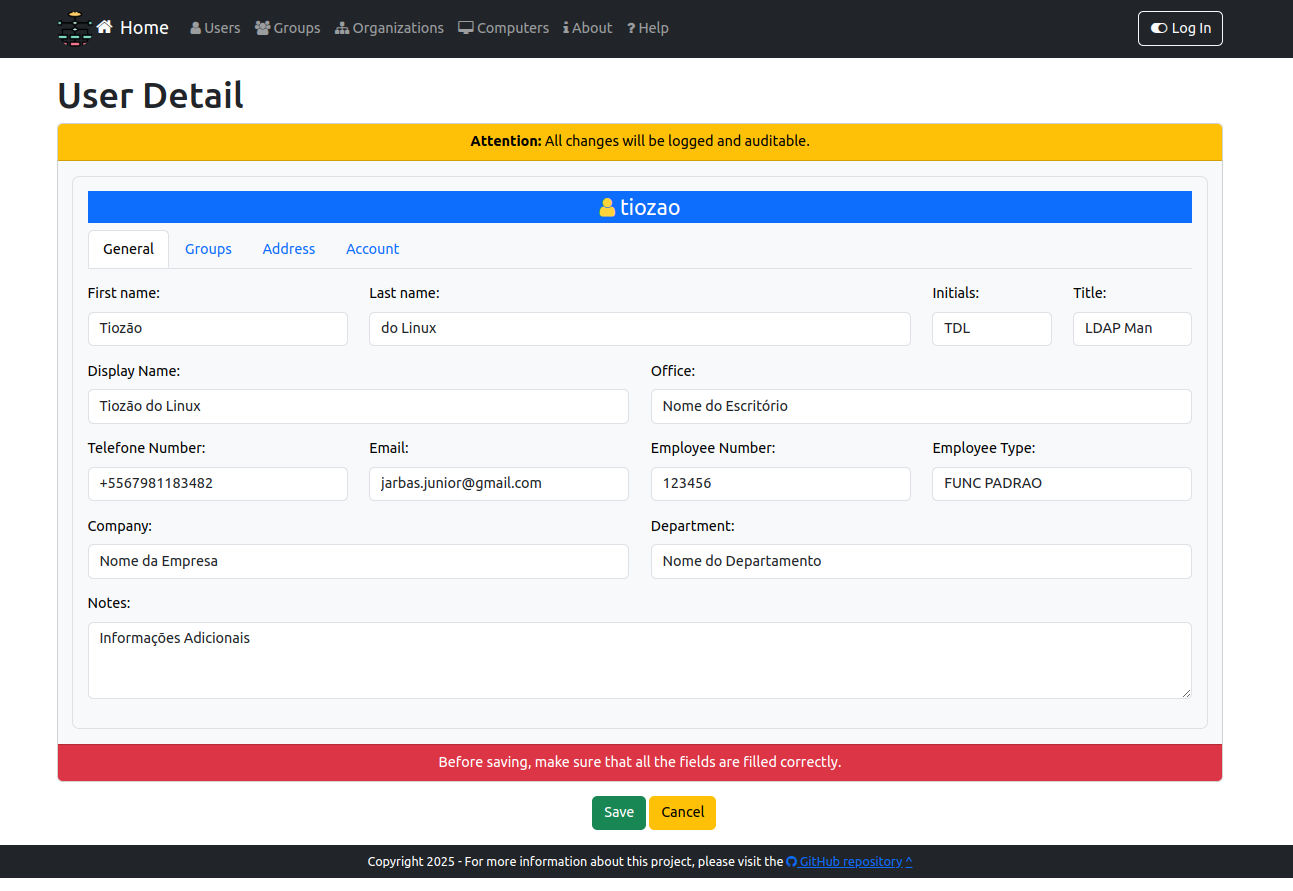 Home Users Groups Organizations Computers About Help Log In
User Detail
Attention: All changes will be logged and auditable.
tiozao
General Groups Address Account
First name: Last name: Initials: Title:
Tiozão do Linux TDL LDAP Man
Display Name: Office:
Tiozão do Linux Nome do Escritório
Telefone Number: Email: Employee Number: Employee Type:
+5567981183482 jarbas.junior@gmail.com 123456 FUNC PADRAO
Company: Department:
Nome da Empresa Nome do Departamento
Notes:
Informações Adicionais
Before saving, make sure that all the fields are filled correctly.
Save Cancel
Copyright 2025 - For more information about this project, please visit the GitHub repository ^